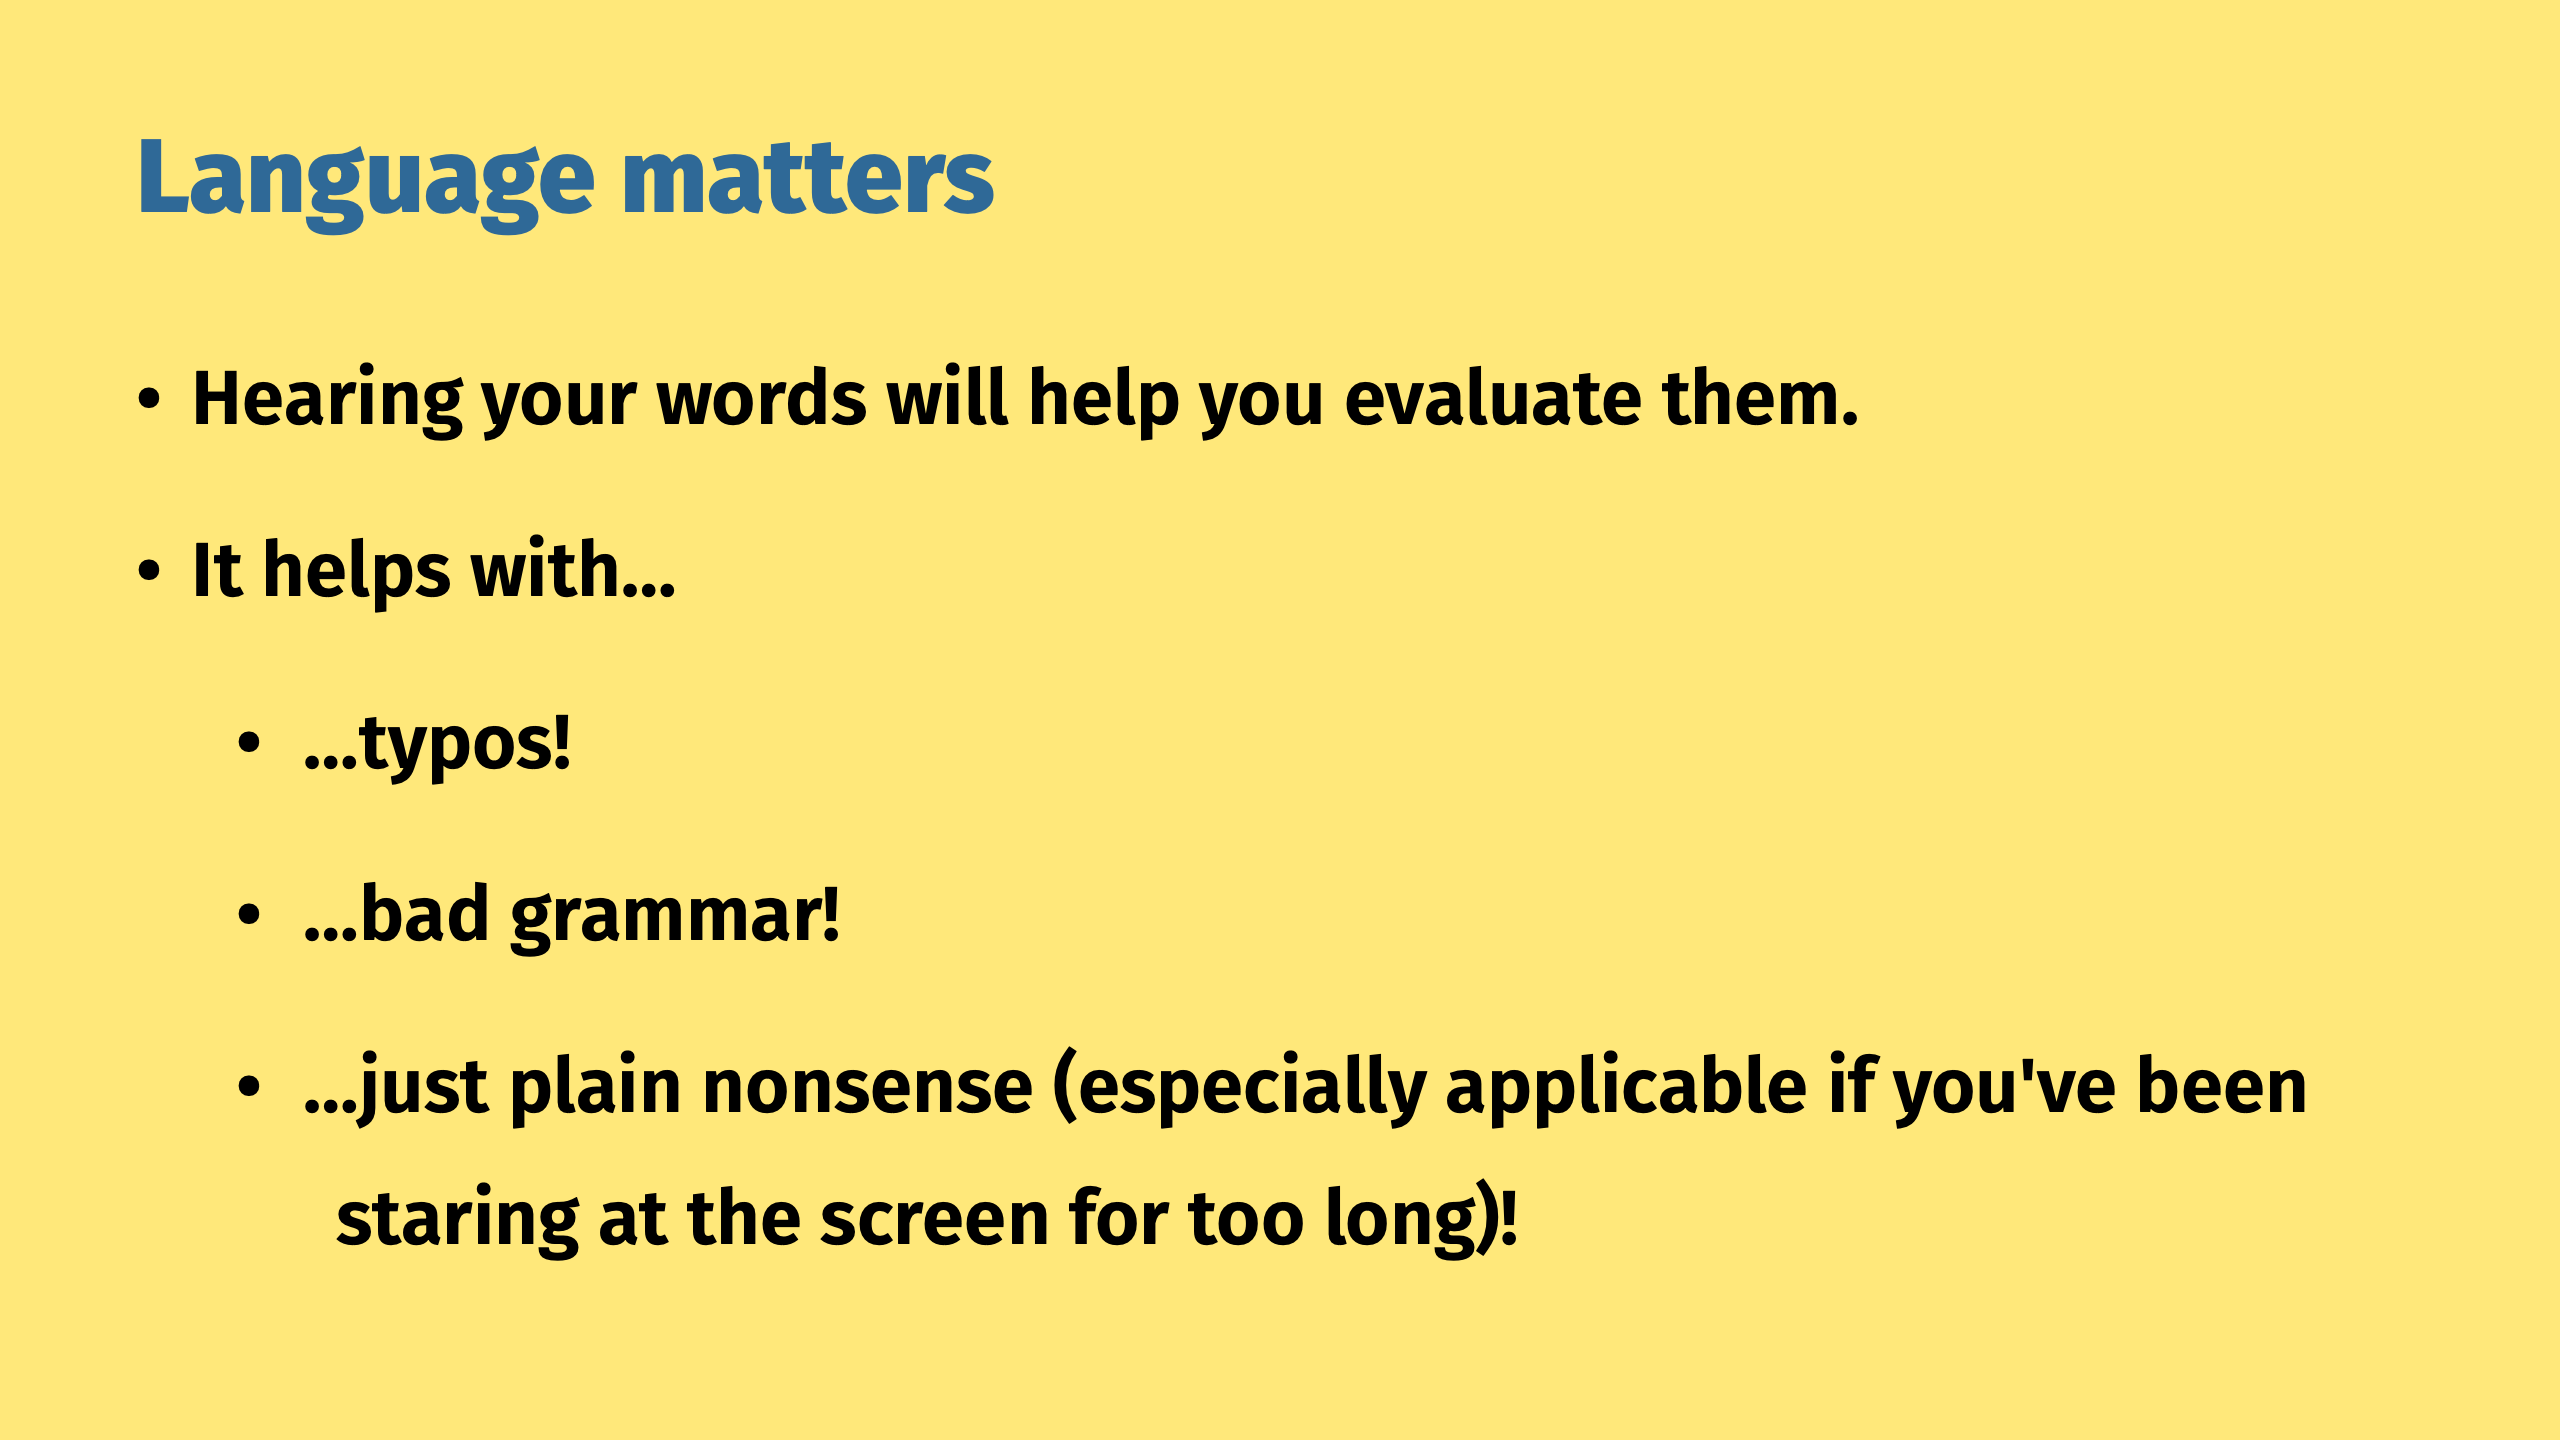 Language matters
• Hearing your words will help you evaluate them.
• It helps with...
• ...typos!
• ...bad grammar!
• ...just plain nonsense (especially applicable if you've been
staring at the screen for too long)!